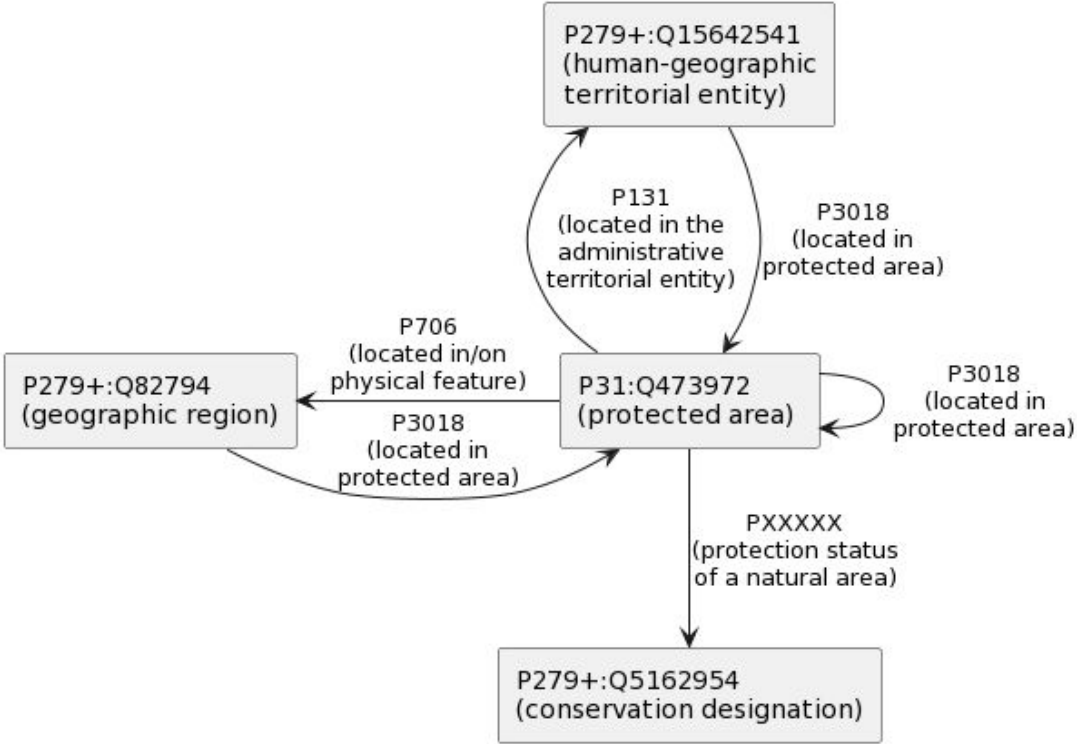 P279+:Q15642541
(human-geographic
territorial entity)
P131
(located in the
administrative
territorial entity)
P3018
(located in
protected area)
P706
(located in/on
physical feature)
P279+:Q82794
(geographic region)
P3018
(located in
protected area)
P31:Q473972
(protected area)
P3018
(located in
protected area)
PXXXXX
(protection status
of a natural area)
P279+:Q5162954
(conservation designation)